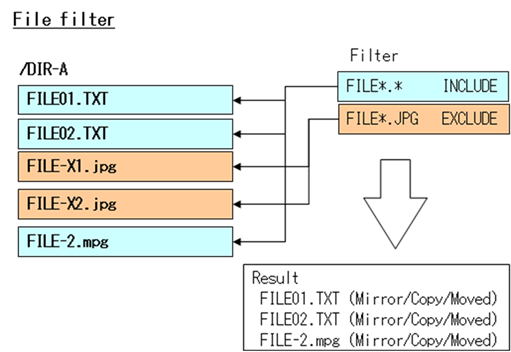 File filter
/DIR-A
FILE01.TXT
FILE02.TXT
FILE-X1.jpg
FILE-X2.jpg
FILE-2.mpg
Filter
FILE*.* INCLUDE
FILE*.JPG EXCLUDE
Result
FILE01.TXT (Mirror/Copy/Moved)
FILE02.TXT (Mirror/Copy/Moved)
FILE-2.mpg (Mirror/Copy/Moved)